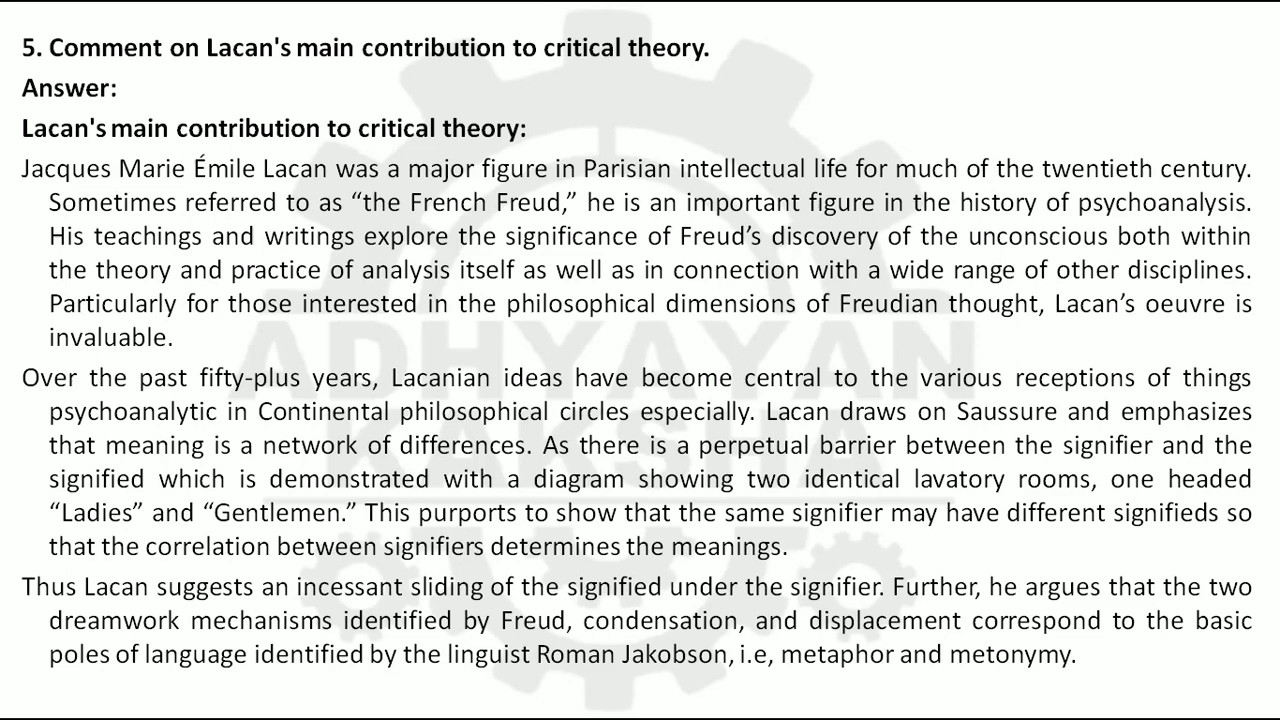 5. Comment on Lacan's main contribution to critical theory.
Answer:
Lacan's main contribution to critical theory:
Jacques Marie Émile Lacan was a major figure in Parisian intellectual life for much of the twentieth century.
Sometimes referred to as “the French Freud,” he is an important figure in the history of psychoanalysis.
His teachings and writings explore the significance of Freud’s discovery of the unconscious both within
the theory and practice of analysis itself as well as in connection with a wide range of other disciplines.
Particularly for those interested in the philosophical dimensions of Freudian thought, Lacan’s oeuvre is
invaluable.
Over the past fifty-plus years, Lacanian ideas have become central to the various receptions of things
psychoanalytic in Continental philosophical circles especially. Lacan draws on Saussure and emphasizes
that meaning is a network of differences. As there is a perpetual barrier between the signifier and the
signified which is demonstrated with a diagram showing two identical lavatory rooms, one headed
“Ladies” and “Gentlemen.” This purports to show that the same signifier may have different signifieds so
that the correlation between signifiers determines the meanings.
Thus Lacan suggests an incessant sliding of the signified under the signifier. Further, he argues that the two
dreamwork mechanisms identified by Freud, condensation, and displacement correspond to the basic
poles of language identified by the linguist Roman Jakobson, i.e, metaphor and metonymy.
ADHYAYAN
KAKSHA